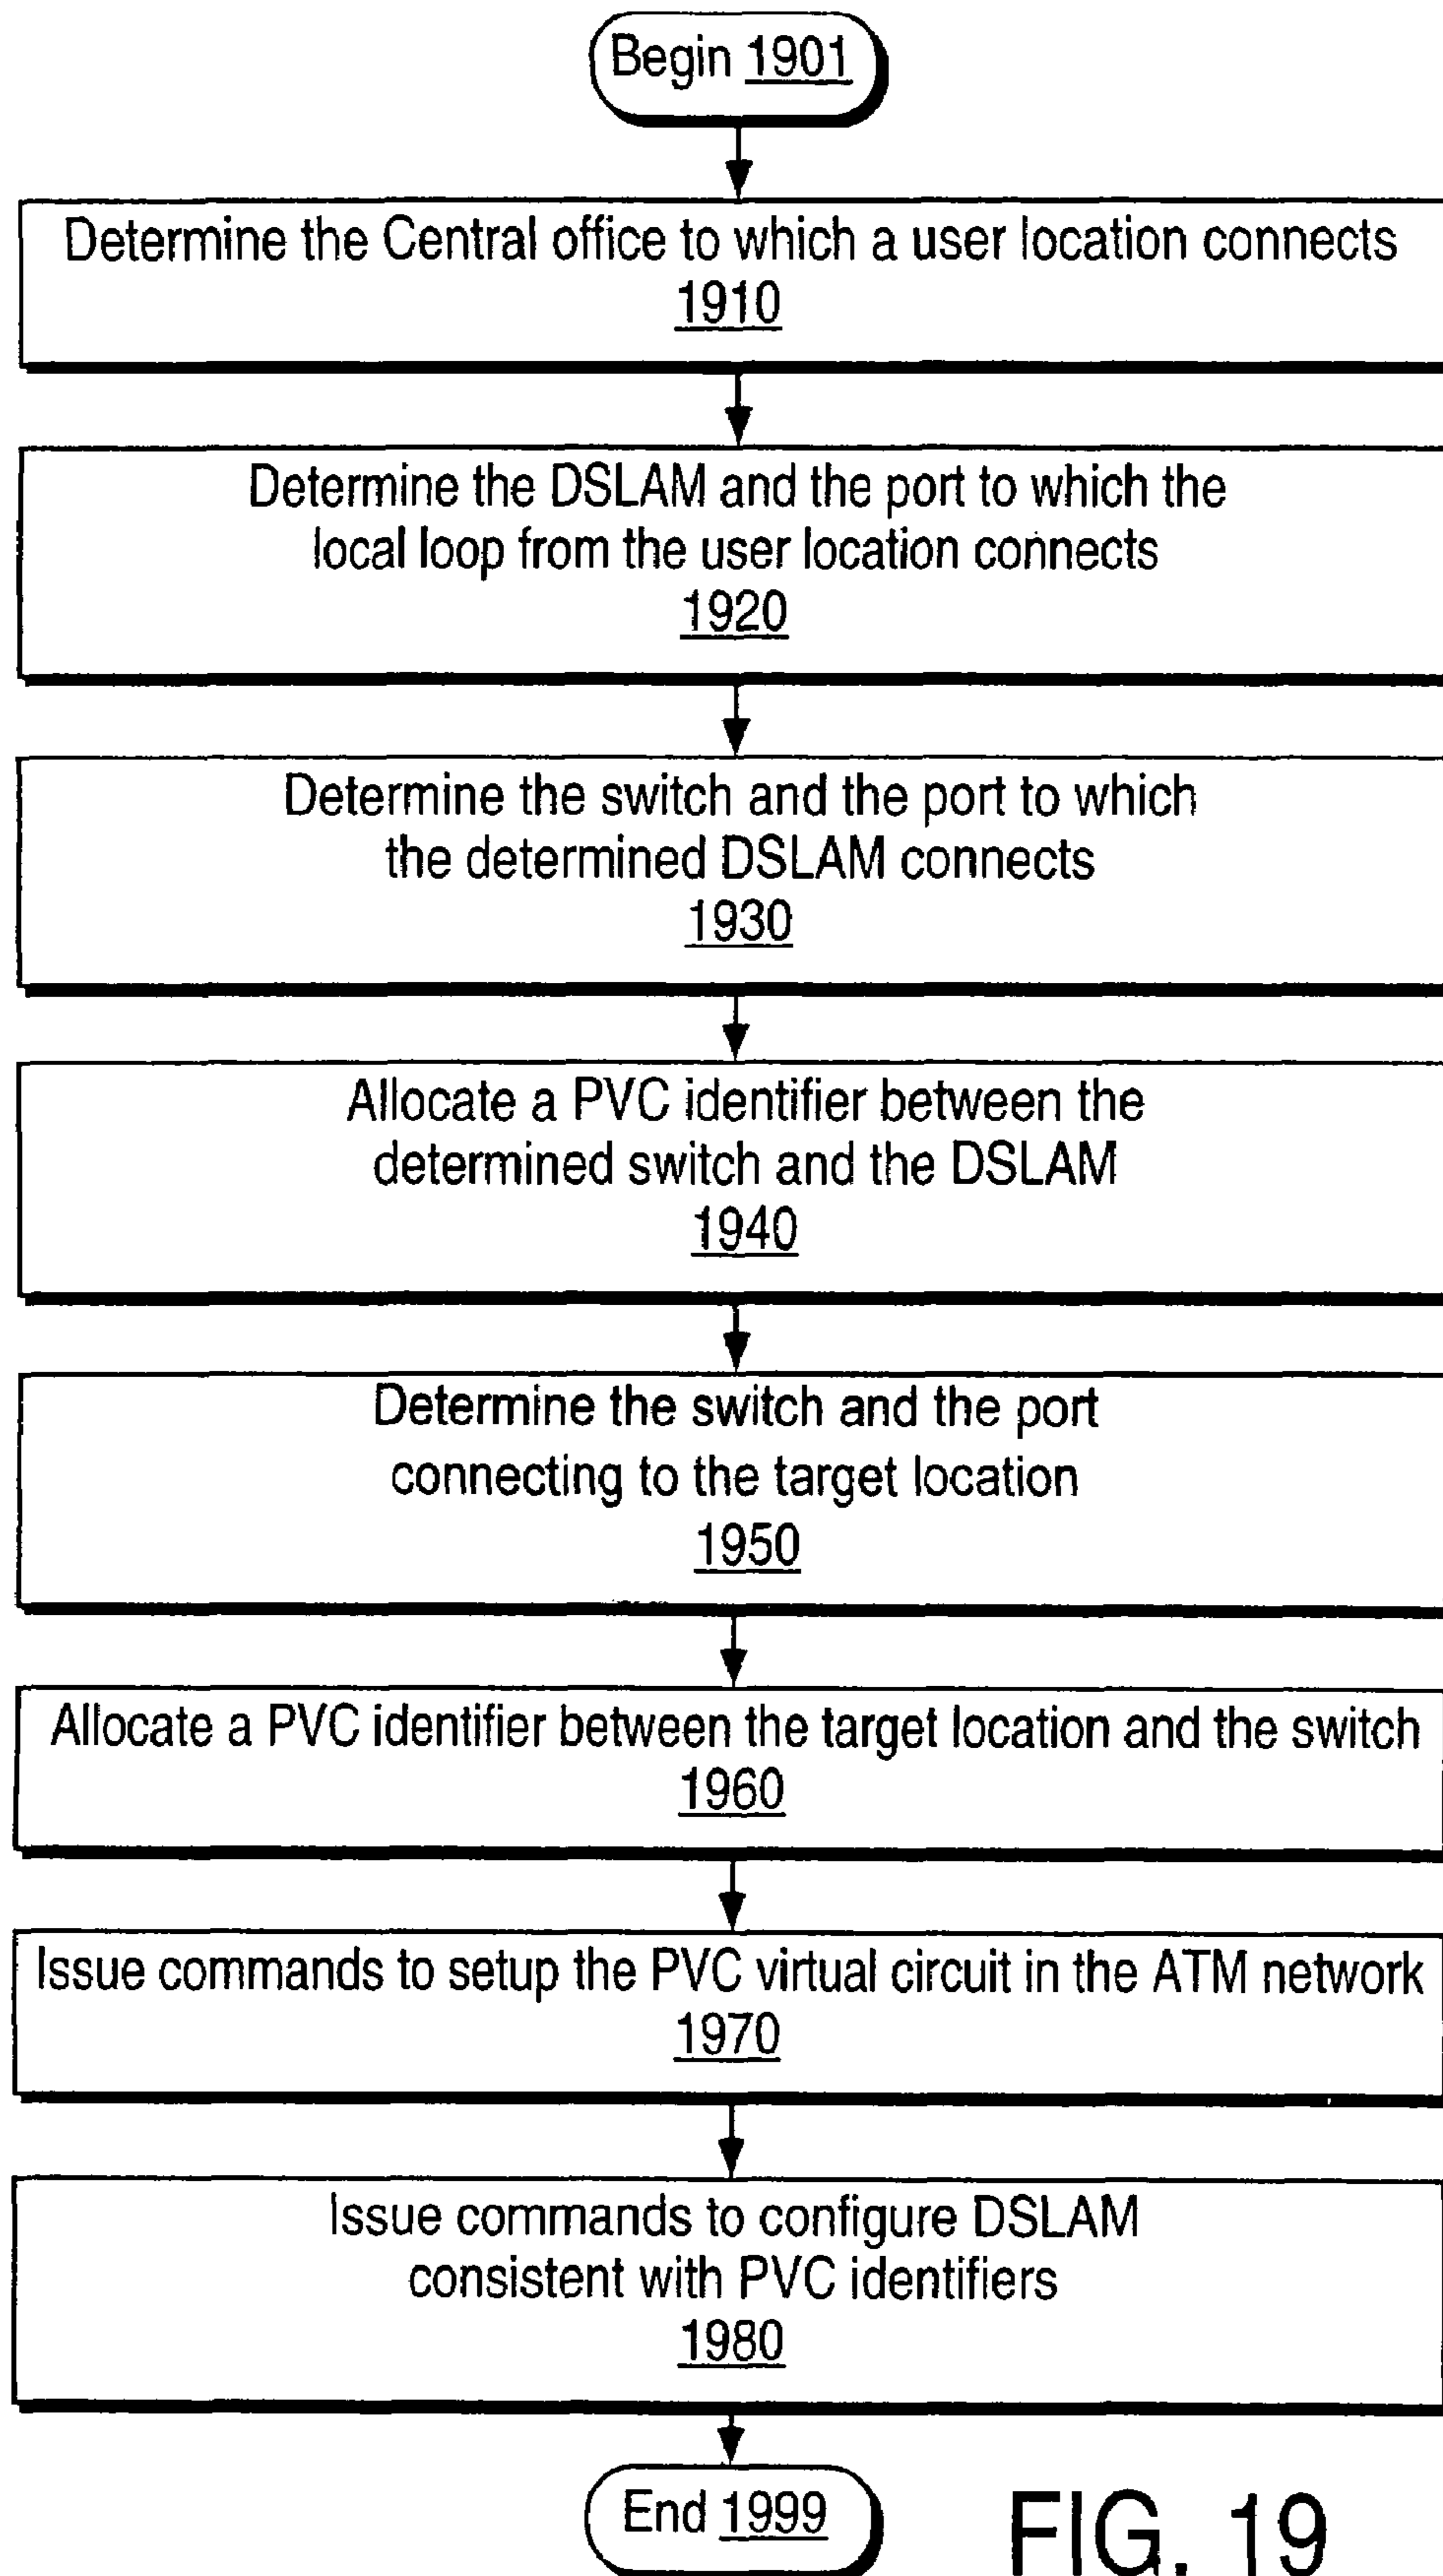 Begin 1901
Determine the Central office to which a user location connects
1910
Determine the DSLAM and the port to which the
local loop from the user location connects
1920
Determine the switch and the port to which
the determined DSLAM connects
1930
Allocate a PVC identifier between the
determined switch and the DSLAM
1940
Determine the switch and the port
connecting to the target location
1950
Allocate a PVC identifier between the target location and the switch
1960
Issue commands to setup the PVC virtual circuit in the ATM network
1970
Issue commands to configure DSLAM
consistent with PVC identifiers
1980
End 1999
FIG. 19